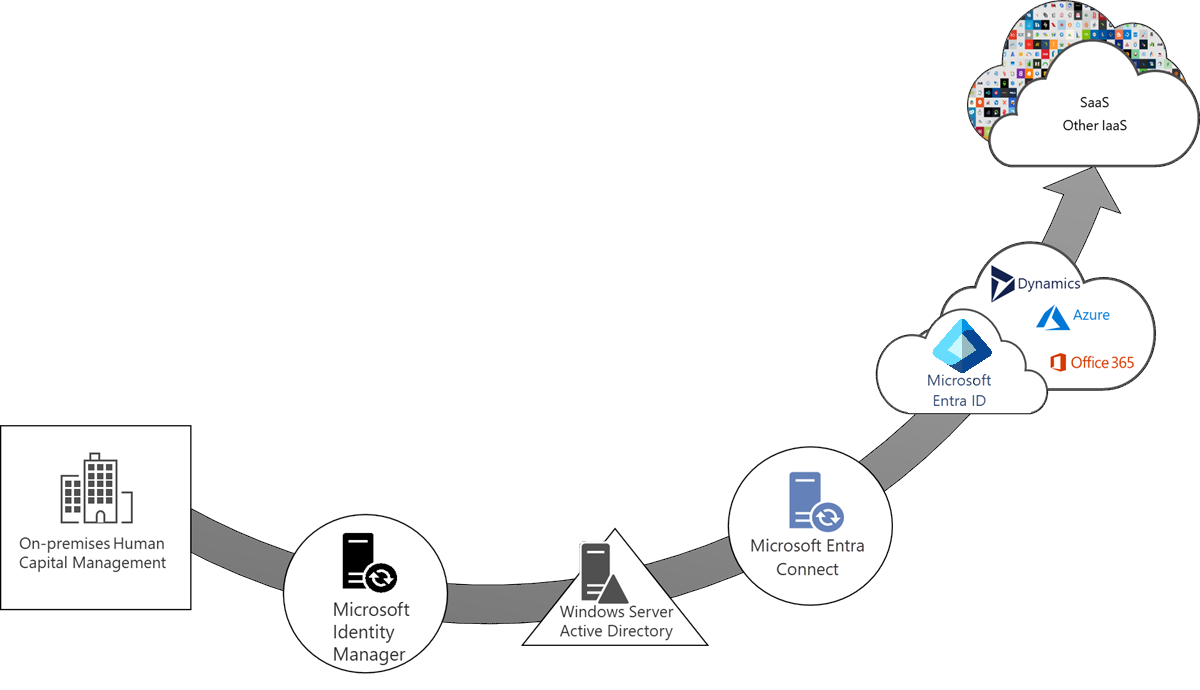 SaaS
Other IaaS
Dynamics
Azure
Office 365
Microsoft
Entra ID
On-premises Human
Capital Management
Microsoft
Identity
Manager
Windows Server
Active Directory
Microsoft Entra
Connect